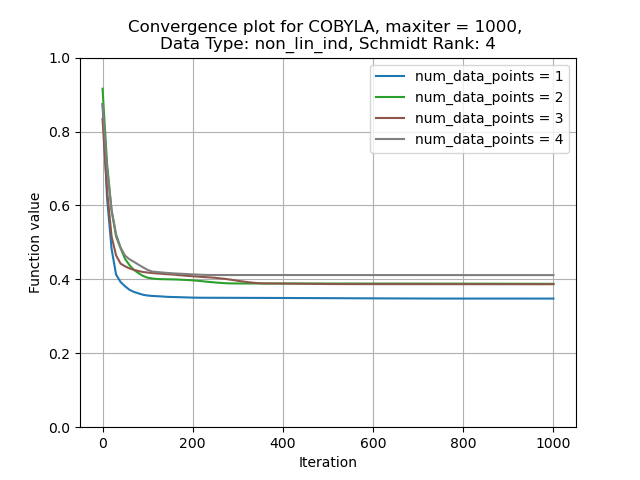 Convergence plot for COBYLA, maxiter = 1000,
Data Type: non_lin_ind, Schmidt Rank: 4
num_data_points = 1
num_data_points = 2
num_data_points = 3
num_data_points = 4
Function value
1.0
0.8
0.6
0.4
0.2
0.0
0 200 400 600 800 1000
Iteration